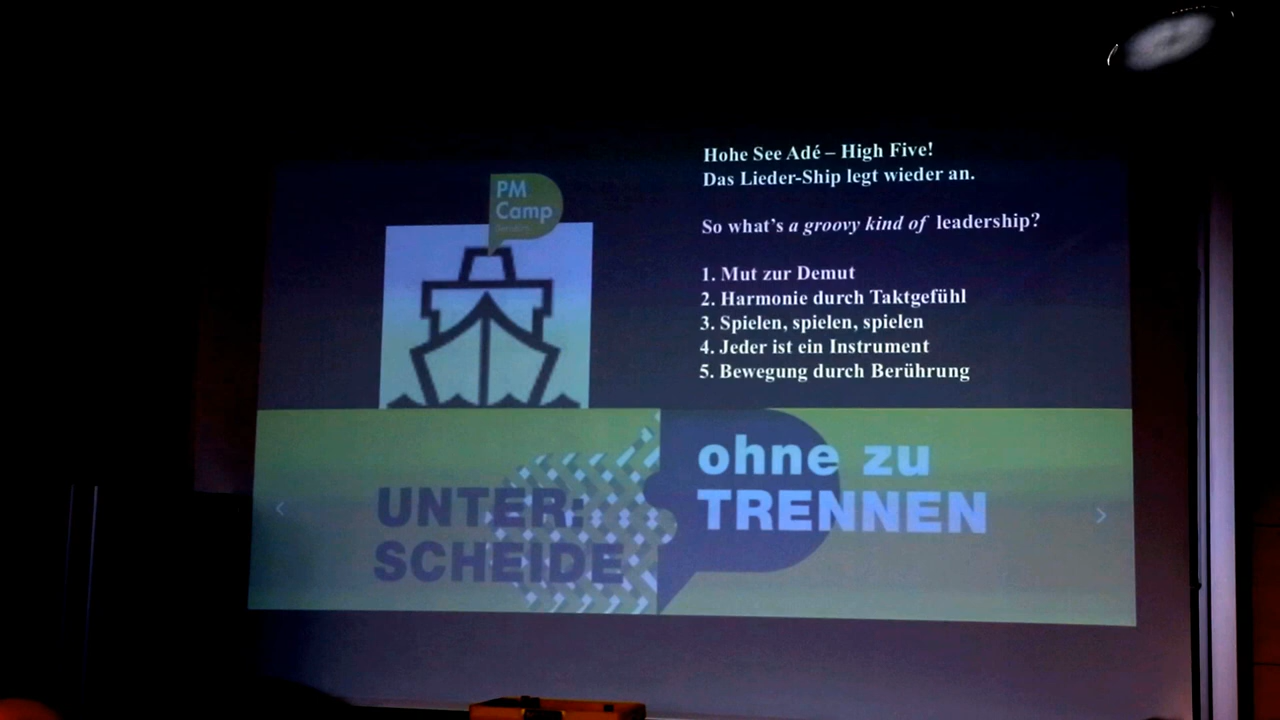 PM
Camp
Hohe See Adé – High Five!
Das Lieder-Ship legt wieder an.
So what's a groovy kind of leadership?
1. Mut zur Demut
2. Harmonie durch Taktgefühl
3. Spielen, spielen, spielen
4. Jeder ist ein Instrument
5. Bewegung durch Berührung
UNTER:
SCHEIDE
ohne zu
TRENNEN